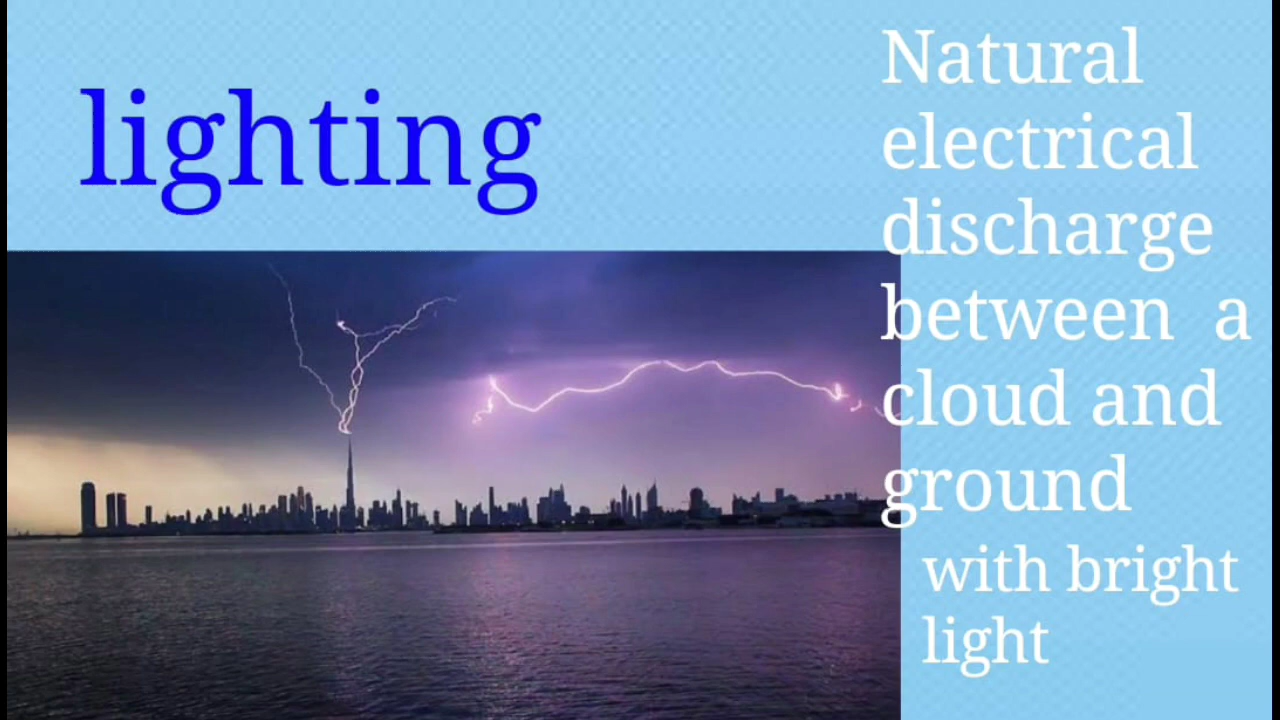 lighting
Natural
electrical
discharge
between a
cloud and
ground
with bright
light